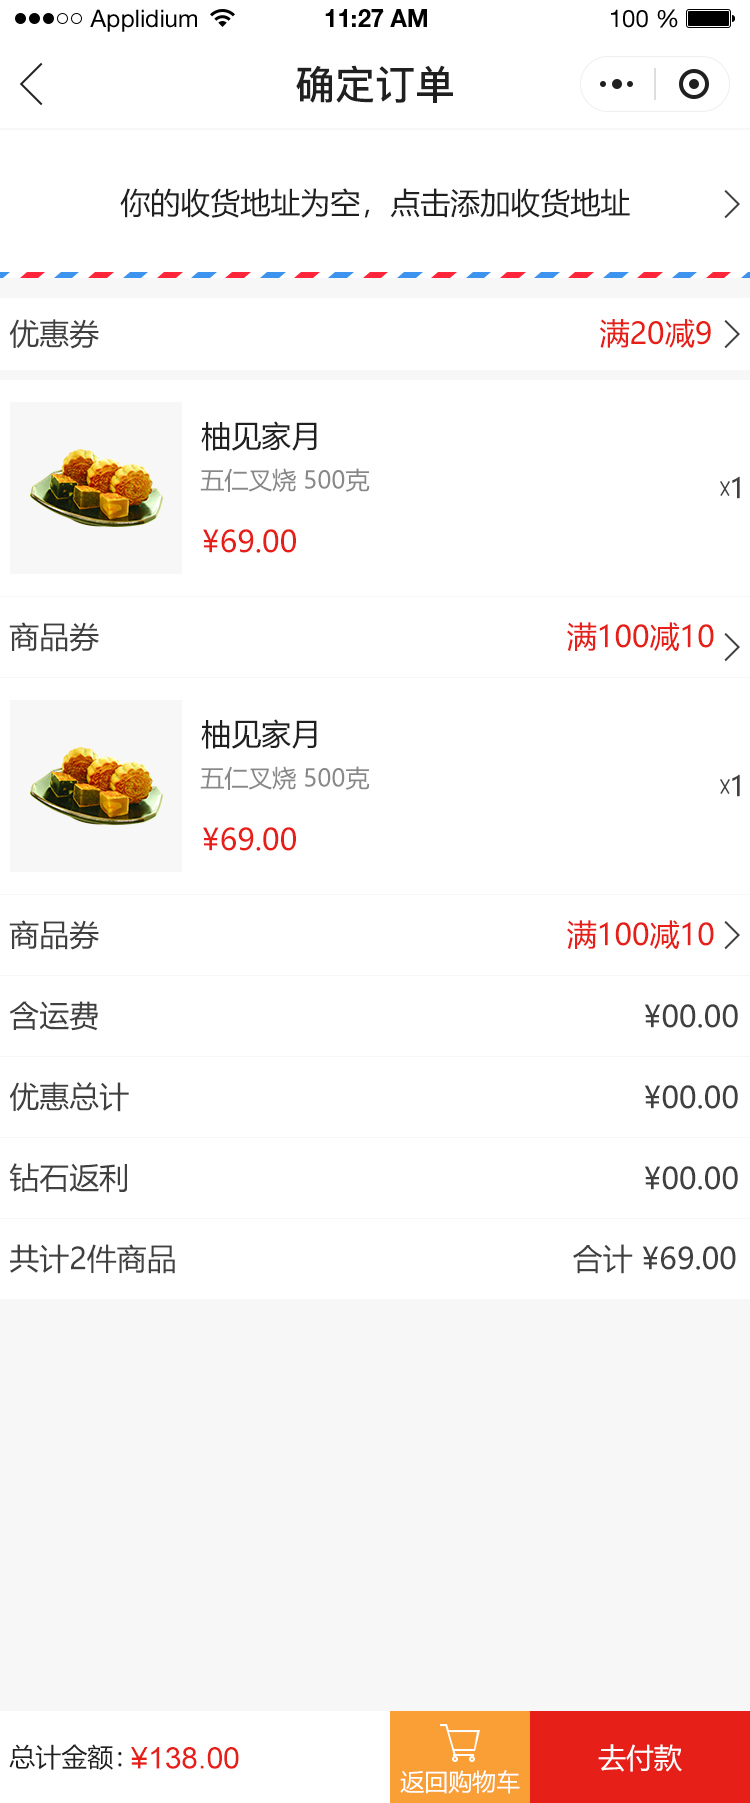 Applidium 11:27 AM 100 %
确定订单
你的收货地址为空，点击添加收货地址
优惠券 满20减9
柚见家月
五仁叉烧 500克
x1
¥69.00
商品券 满100减10
柚见家月
五仁叉烧 500克
x1
¥69.00
商品券 满100减10
含运费 ¥00.00
优惠总计 ¥00.00
钻石返利 ¥00.00
共计2件商品 合计 ¥69.00
总计金额：¥138.00
返回购物车
去付款